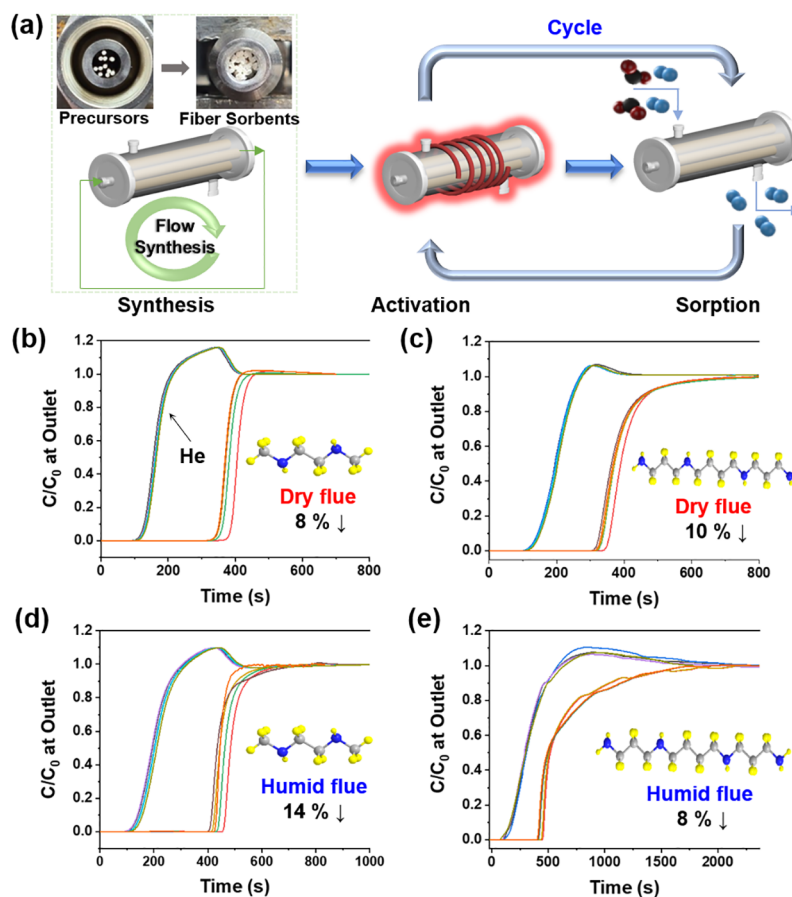 (a)
Cycle
Precursors
Fiber Sorbents
Flow
Synthesis
Synthesis
Activation
Sorption
(b)
C/C0 at Outlet
1.2
1.0
0.8
0.6
0.4
0.2
0.0
He
Dry flue
8 % ↓
0 200 400 600 800
Time (s)
(c)
C/C0 at Outlet
1.2
1.0
0.8
0.6
0.4
0.2
0.0
Dry flue
10 % ↓
0 200 400 600 800
Time (s)
(d)
C/C0 at Outlet
1.2
1.0
0.8
0.6
0.4
0.2
0.0
Humid flue
14 % ↓
0 200 400 600 800 1000
Time (s)
(e)
C/C0 at Outlet
1.2
1.0
0.8
0.6
0.4
0.2
0.0
Humid flue
8 % ↓
0 500 1000 1500 2000
Time (s)